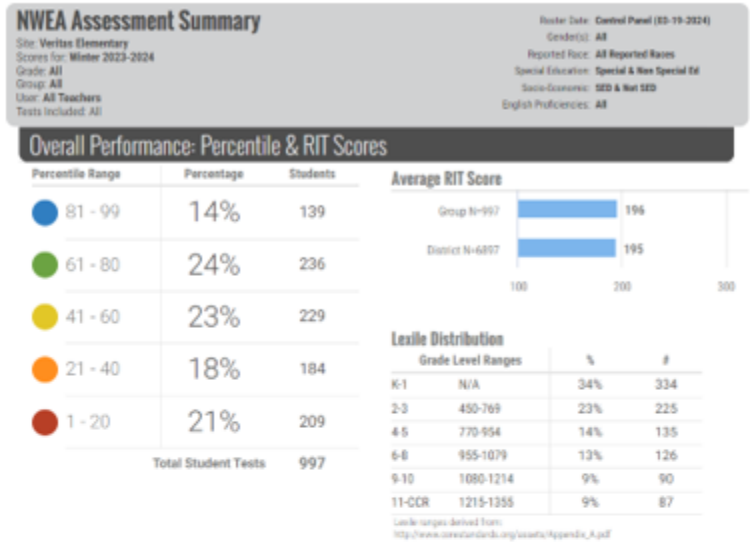 NWEA Assessment Summary
Site: Veritas Elementary
Scores for: Winter 2023-2024
Grade: All
Group: All
User: All Teachers
Tests Included: All
Roster Date: Control Panel (03-19-2024)
Gender(s): All
Reported Race: All Reported Races
Special Education: Special & Non Special Ed
Socio-Economic: SED & Not SED
English Proficiencies: All
Overall Performance: Percentile & RIT Scores
Percentile Range Percentage Students
81 - 99 14% 139
61 - 80 24% 236
41 - 60 23% 229
21 - 40 18% 184
1 - 20 21% 209
Total Student Tests 997
Average RIT Score
Group N=997 196
District N=6897 195
100 200 300
Lexile Distribution
Grade Level Ranges % #
K-1 N/A 34% 334
2-3 450-769 23% 225
4-5 770-954 14% 135
6-8 955-1079 13% 126
9-10 1080-1214 9% 90
11-CCR 1215-1355 9% 87
Lexile ranges derived from:
http://www.corestandards.org/assets/Appendix_A.pdf